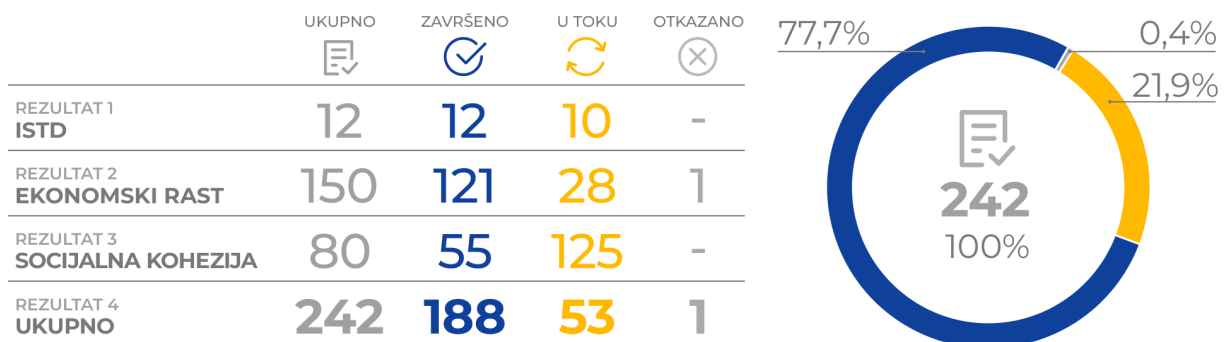 UKUPNO ZAVRŠENO U TOKU OTKAZANO
REZULTAT 1
ISTD 12 12 10 -
REZULTAT 2
EKONOMSKI RAST 150 121 28 1
REZULTAT 3
SOCIJALNA KOHEZIJA 80 55 125 -
REZULTAT 4
UKUPNO 242 188 53 1
77,7% 0,4%
21,9%
242
100%